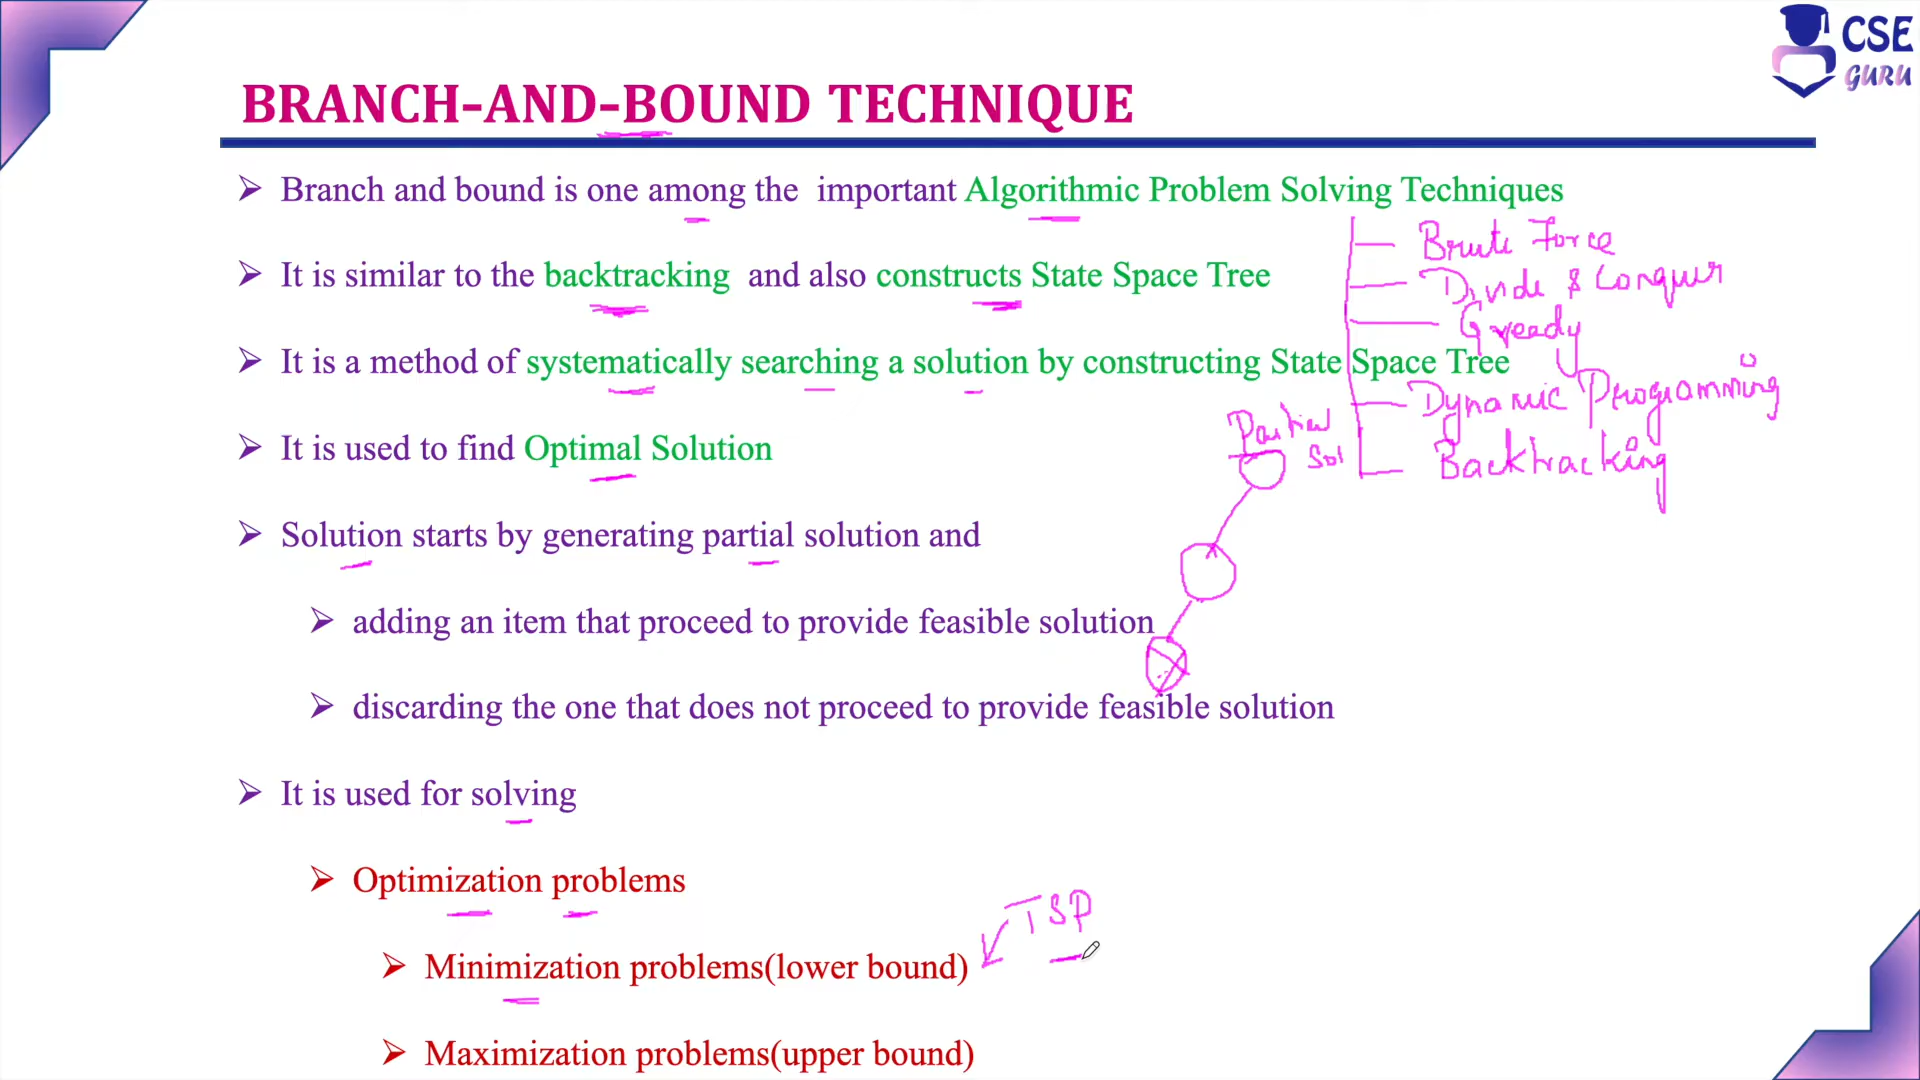 CSE
GURU
BRANCH-AND-BOUND TECHNIQUE
➢ Branch and bound is one among the important Algorithmic Problem Solving Techniques
Brute Force
➢ It is similar to the backtracking and also constructs State Space Tree
Divide & Conquer
Greedy
➢ It is a method of systematically searching a solution by constructing State Space Tree
Dynamic Programming
Partial
Sol
Backtracking
➢ It is used to find Optimal Solution
➢ Solution starts by generating partial solution and
➢ adding an item that proceed to provide feasible solution
➢ discarding the one that does not proceed to provide feasible solution
➢ It is used for solving
➢ Optimization problems
TSP
➢ Minimization problems(lower bound)
➢ Maximization problems(upper bound)